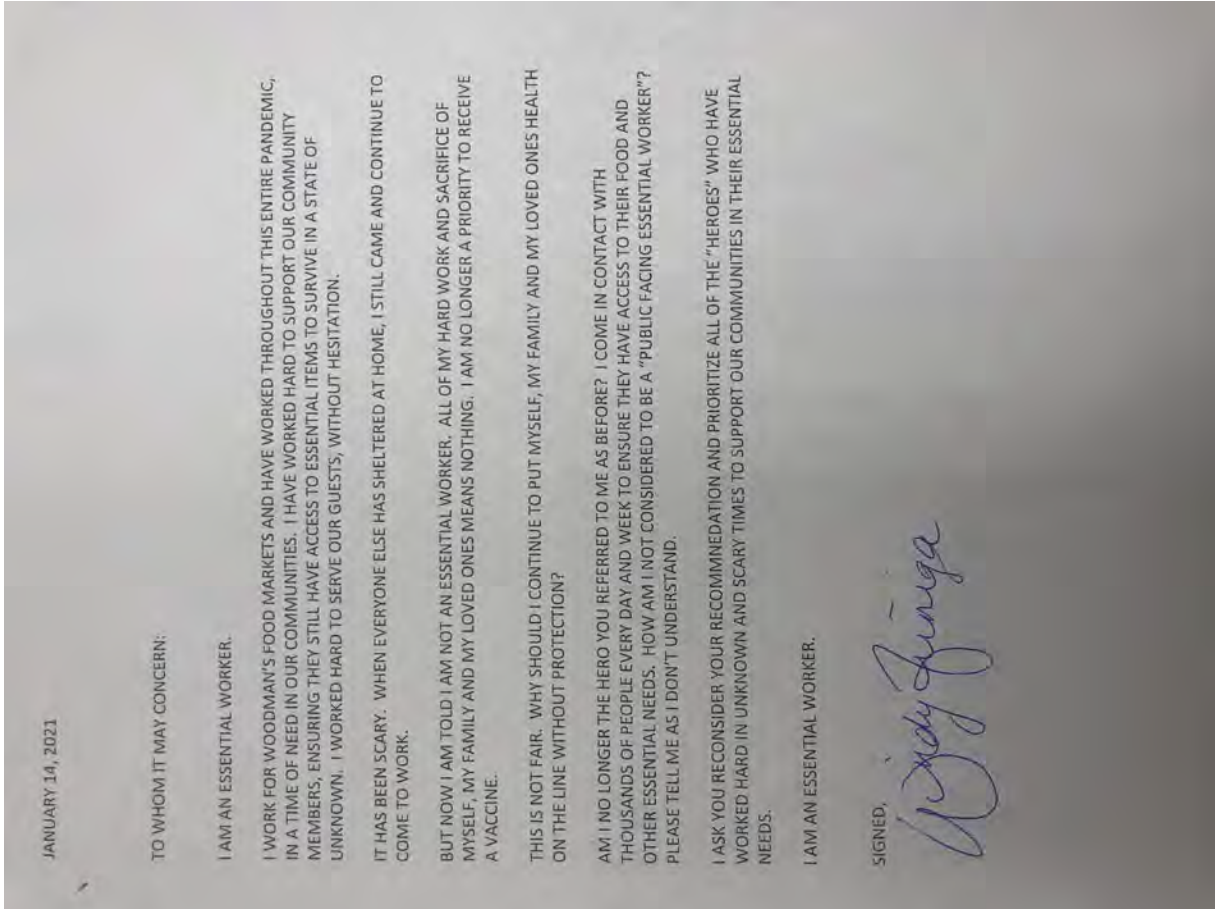 JANUARY 14, 2021
TO WHOM IT MAY CONCERN:
I AM AN ESSENTIAL WORKER.
I WORK FOR WOODMAN'S FOOD MARKETS AND HAVE WORKED THROUGHOUT THIS ENTIRE PANDEMIC,
IN A TIME OF NEED IN OUR COMMUNITIES. I HAVE WORKED HARD TO SUPPORT OUR COMMUNITY
MEMBERS, ENSURING THEY STILL HAVE ACCESS TO ESSENTIAL ITEMS TO SURVIVE IN A STATE OF
UNKNOWN. I WORKED HARD TO SERVE OUR GUESTS, WITHOUT HESITATION.
IT HAS BEEN SCARY. WHEN EVERYONE ELSE HAS SHELTERED AT HOME, I STILL CAME AND CONTINUE TO
COME TO WORK.
BUT NOW I AM TOLD I AM NOT AN ESSENTIAL WORKER. ALL OF MY HARD WORK AND SACRIFICE OF
MYSELF, MY FAMILY AND MY LOVED ONES MEANS NOTHING. I AM NO LONGER A PRIORITY TO RECEIVE
A VACCINE.
THIS IS NOT FAIR. WHY SHOULD I CONTINUE TO PUT MYSELF, MY FAMILY AND MY LOVED ONES HEALTH
ON THE LINE WITHOUT PROTECTION?
AM I NO LONGER THE HERO YOU REFERRED TO ME AS BEFORE? I COME IN CONTACT WITH
THOUSANDS OF PEOPLE EVERY DAY AND WEEK TO ENSURE THEY HAVE ACCESS TO THEIR FOOD AND
OTHER ESSENTIAL NEEDS. HOW AM I NOT CONSIDERED TO BE A "PUBLIC FACING ESSENTIAL WORKER"?
PLEASE TELL ME AS I DON'T UNDERSTAND.
I ASK YOU RECONSIDER YOUR RECOMMNEDATION AND PRIORITIZE ALL OF THE "HEROES" WHO HAVE
WORKED HARD IN UNKNOWN AND SCARY TIMES TO SUPPORT OUR COMMUNITIES IN THEIR ESSENTIAL
NEEDS.
I AM AN ESSENTIAL WORKER.
SIGNED,